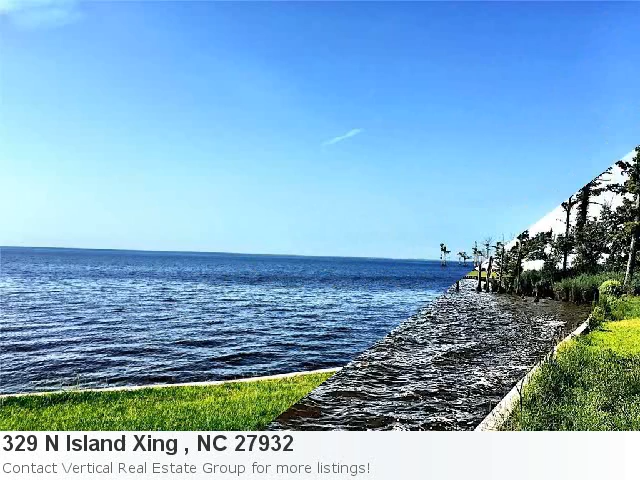 329 N Island Xing , NC 27932
Contact Vertical Real Estate Group for more listings!